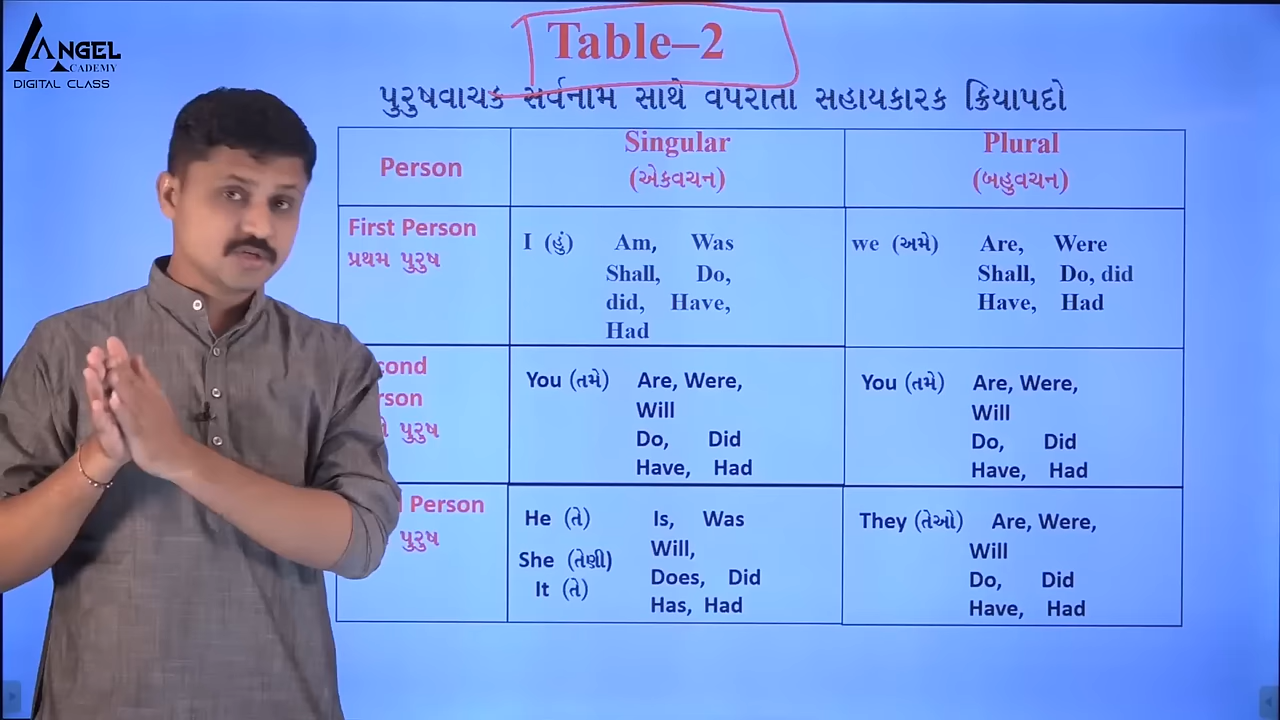 ANGEL
ACADEMY
DIGITAL CLASS
Table–2
પુરુષવાચક સર્વનામ સાથે વપરાતા સહાયકારક ક્રિયાપદો
Person
Singular
(એકવચન)
Plural
(બહુવચન)
First Person
પ્રથમ પુરુષ
I (હું) Am, Was
Shall, Do,
did, Have,
Had
we (અમે) Are, Were
Shall, Do, did
Have, Had
પુરુષ
You (તમે) Are, Were,
Will
Do, Did
Have, Had
You (તમે) Are, Were,
Will
Do, Did
Have, Had
Person
પુરુષ
He (તે) Is, Was
Will,
She (તેણી)
Does, Did
It (તે)
Has, Had
They (તેઓ) Are, Were,
Will
Do, Did
Have, Had